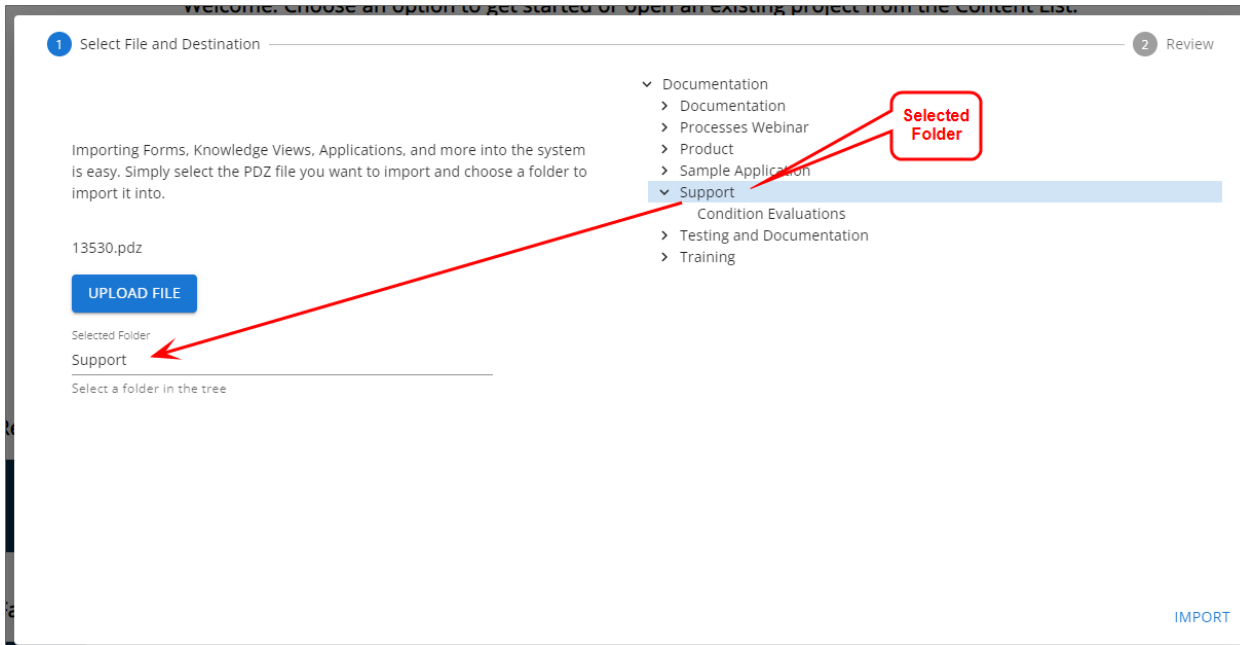 Welcome. Choose an option to get started or open an existing project from the Content List.
1 Select File and Destination
2 Review
Importing Forms, Knowledge Views, Applications, and more into the system
is easy. Simply select the PDZ file you want to import and choose a folder to
import it into.
13530.pdz
UPLOAD FILE
Selected Folder
Support
Select a folder in the tree
Documentation
Documentation
Processes Webinar
Product
Sample Application
Support
Condition Evaluations
Testing and Documentation
Training
Selected
Folder
IMPORT